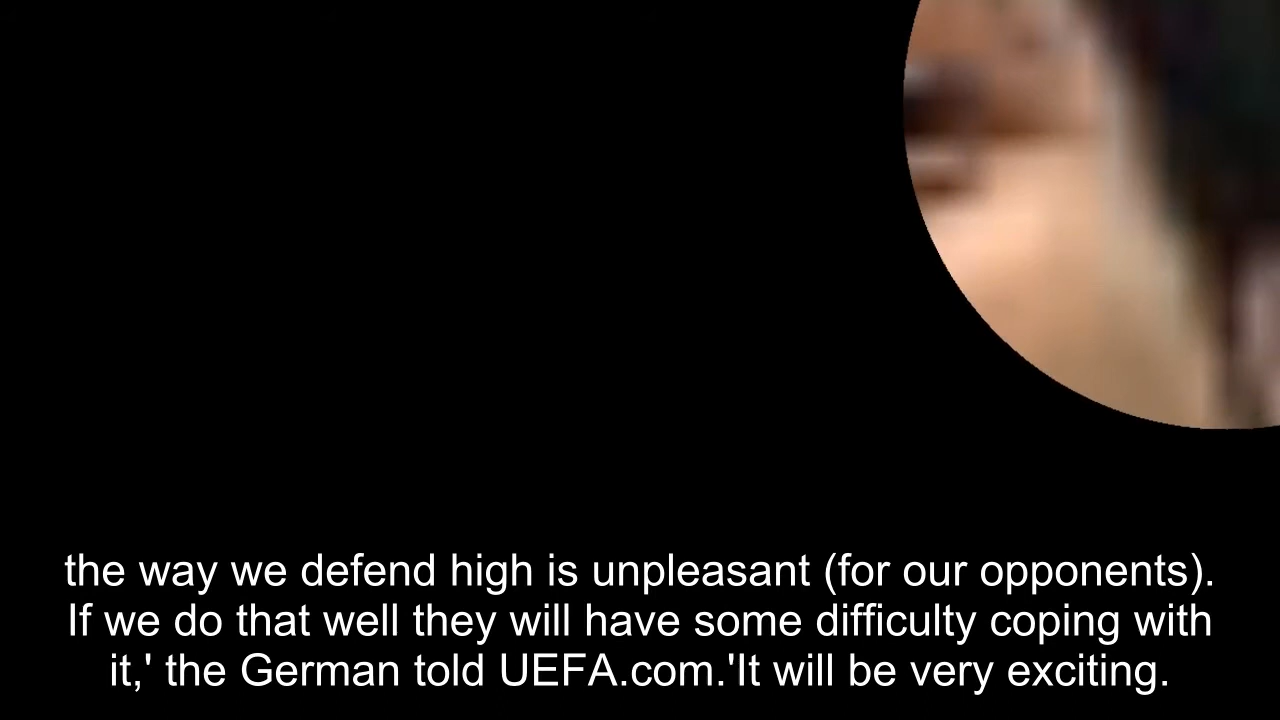 the way we defend high is unpleasant (for our opponents).
If we do that well they will have some difficulty coping with
it,' the German told UEFA.com.'It will be very exciting.